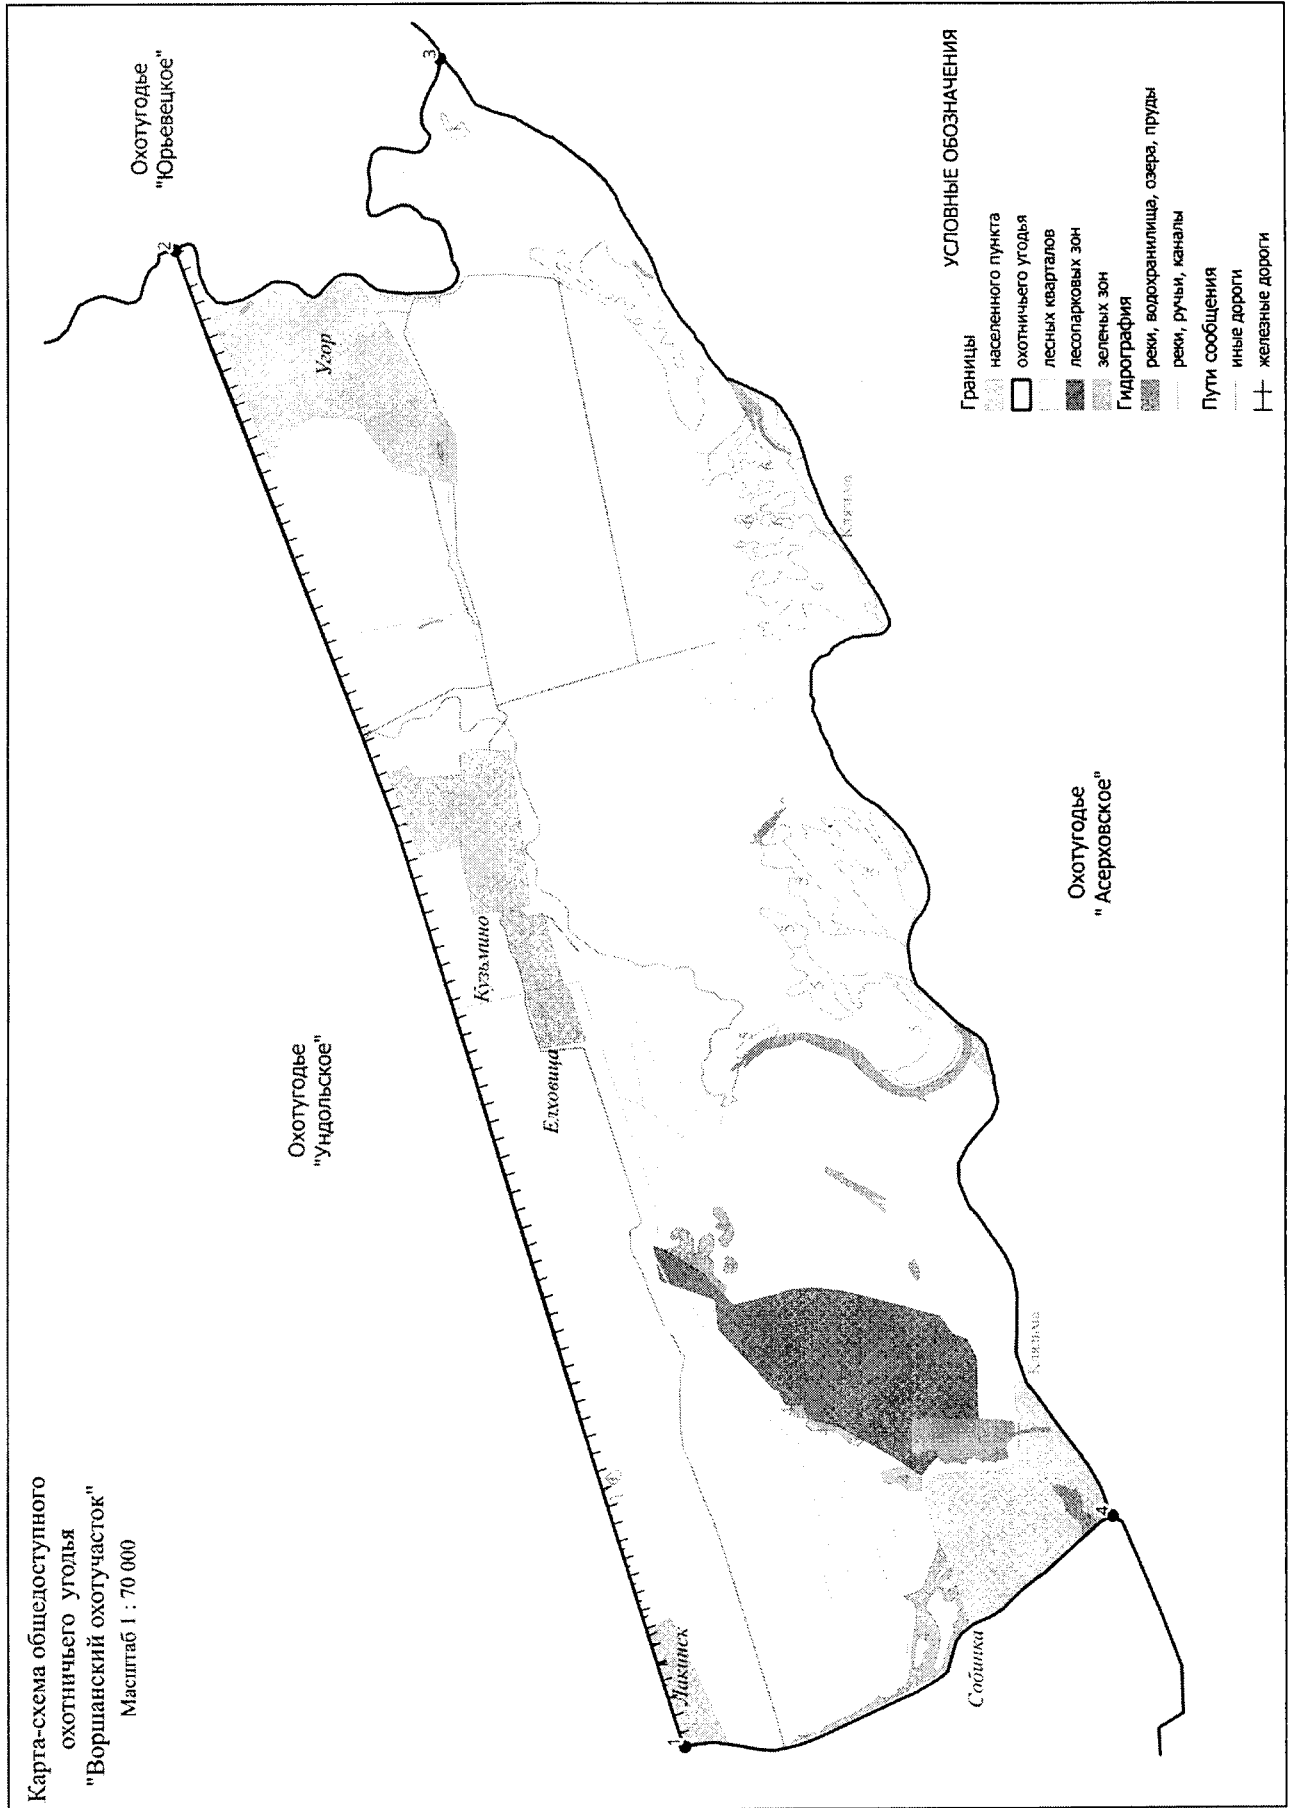 Карта-схема общедоступного
охотничьего угодья
"Воршанский охотучасток"
Масштаб 1 : 70 000
Охотугодье
"Юрьевецкое"
Охотугодье
"Ундольское"
Охотугодье
" Асерховское"
1
2
3
4
Угор
Кузьмино
Елховица
Лакинск
Собинка
Клязьма
Клязьма
УСЛОВНЫЕ ОБОЗНАЧЕНИЯ
Границы
населенного пункта
охотничьего угодья
лесных кварталов
лесопарковых зон
зеленых зон
Гидрография
реки, водохранилища, озера, пруды
реки, ручьи, каналы
Пути сообщения
иные дороги
железные дороги